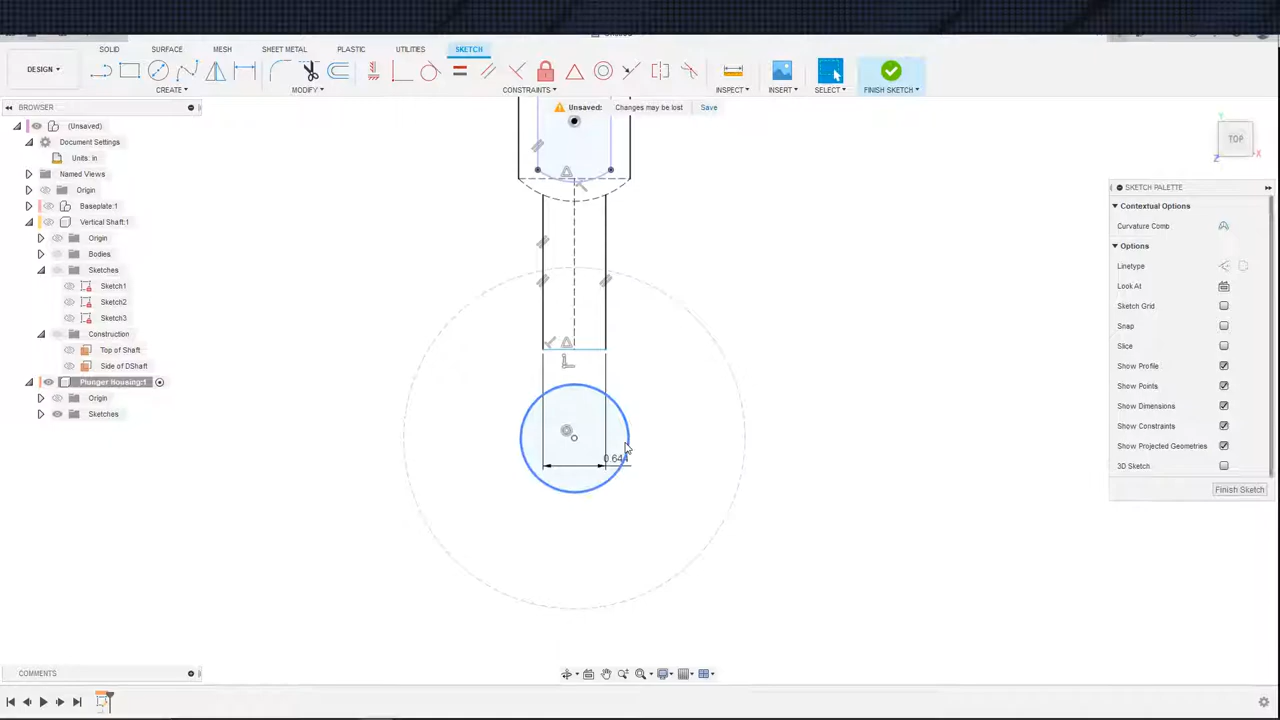 SOLID SURFACE MESH SHEET METAL PLASTIC UTILITIES SKETCH
DESIGN
CREATE MODIFY CONSTRAINTS INSPECT INSERT SELECT FINISH SKETCH
BROWSER
Unsaved: Changes may be lost Save
(Unsaved)
Document Settings
Units: in
Named Views
Origin
Baseplate:1
Vertical Shaft:1
Origin
Bodies
Sketches
Sketch1
Sketch2
Sketch3
Construction
Top of Shaft
Side of DShaft
Plunger Housing:1
Origin
Sketches
TOP
Y
X
Z
SKETCH PALETTE
Contextual Options
Curvature Comb
Options
Linetype
Look At
Sketch Grid
Snap
Slice
Show Profile
Show Points
Show Dimensions
Show Constraints
Show Projected Geometries
3D Sketch
Finish Sketch
COMMENTS